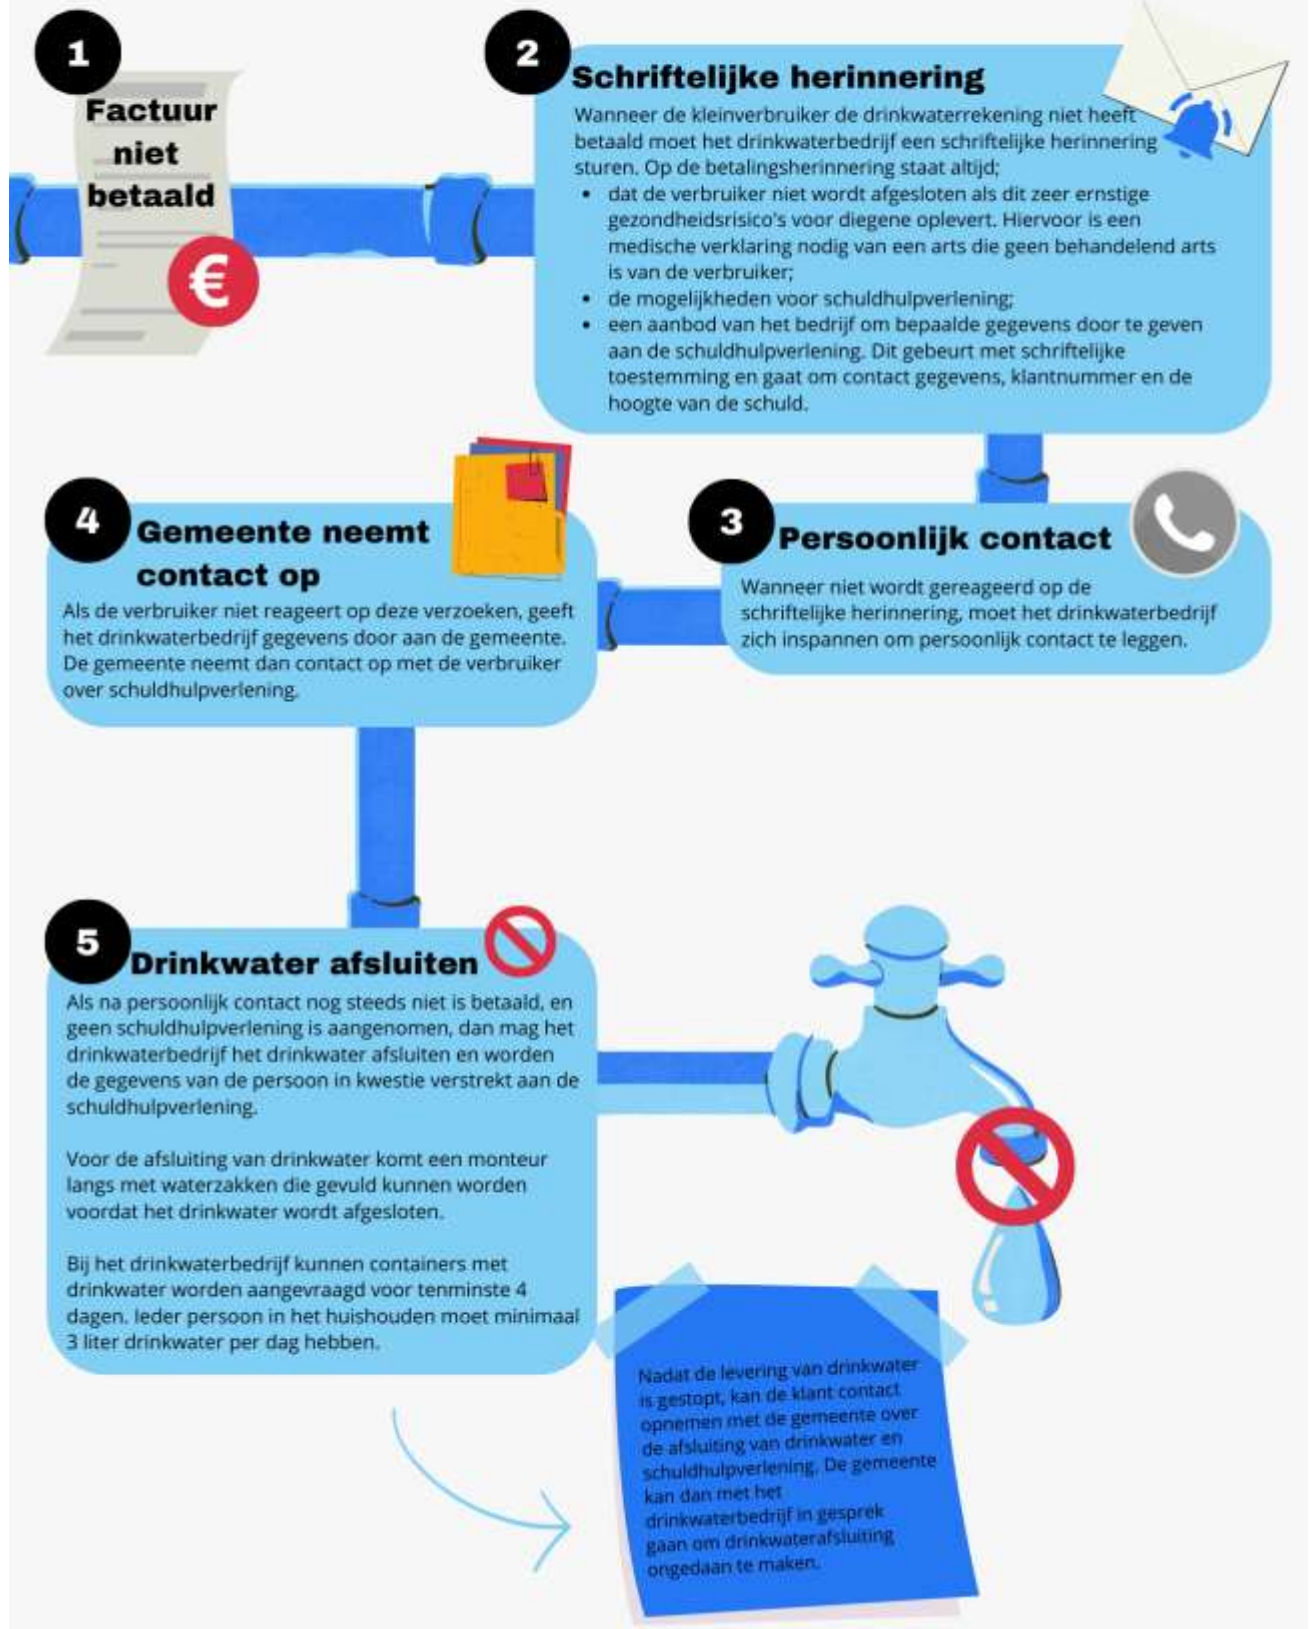 1
Factuur
niet
betaald
€
2
Schriftelijke herinnering
Wanneer de kleinverbruiker de drinkwaterrekening niet heeft
betaald moet het drinkwaterbedrijf een schriftelijke herinnering
sturen. Op de betalingsherinnering staat altijd;
• dat de verbruiker niet wordt afgesloten als dit zeer ernstige
gezondheidsrisico's voor diegene oplevert. Hiervoor is een
medische verklaring nodig van een arts die geen behandelend arts
is van de verbruiker;
• de mogelijkheden voor schuldhulpverlening;
• een aanbod van het bedrijf om bepaalde gegevens door te geven
aan de schuldhulpverlening. Dit gebeurt met schriftelijke
toestemming en gaat om contact gegevens, klantnummer en de
hoogte van de schuld.
3
Persoonlijk contact
Wanneer niet wordt gereageerd op de
schriftelijke herinnering, moet het drinkwaterbedrijf
zich inspannen om persoonlijk contact te leggen.
4
Gemeente neemt
contact op
Als de verbruiker niet reageert op deze verzoeken, geeft
het drinkwaterbedrijf gegevens door aan de gemeente.
De gemeente neemt dan contact op met de verbruiker
over schuldhulpverlening.
5
Drinkwater afsluiten
Als na persoonlijk contact nog steeds niet is betaald, en
geen schuldhulpverlening is aangenomen, dan mag het
drinkwaterbedrijf het drinkwater afsluiten en worden
de gegevens van de persoon in kwestie verstrekt aan de
schuldhulpverlening.
Voor de afsluiting van drinkwater komt een monteur
langs met waterzakken die gevuld kunnen worden
voordat het drinkwater wordt afgesloten.
Bij het drinkwaterbedrijf kunnen containers met
drinkwater worden aangevraagd voor tenminste 4
dagen. Ieder persoon in het huishouden moet minimaal
3 liter drinkwater per dag hebben.
Nadat de levering van drinkwater
is gestopt, kan de klant contact
opnemen met de gemeente over
de afsluiting van drinkwater en
schuldhulpverlening. De gemeente
kan dan met het
drinkwaterbedrijf in gesprek
gaan om drinkwaterafsluiting
ongedaan te maken.